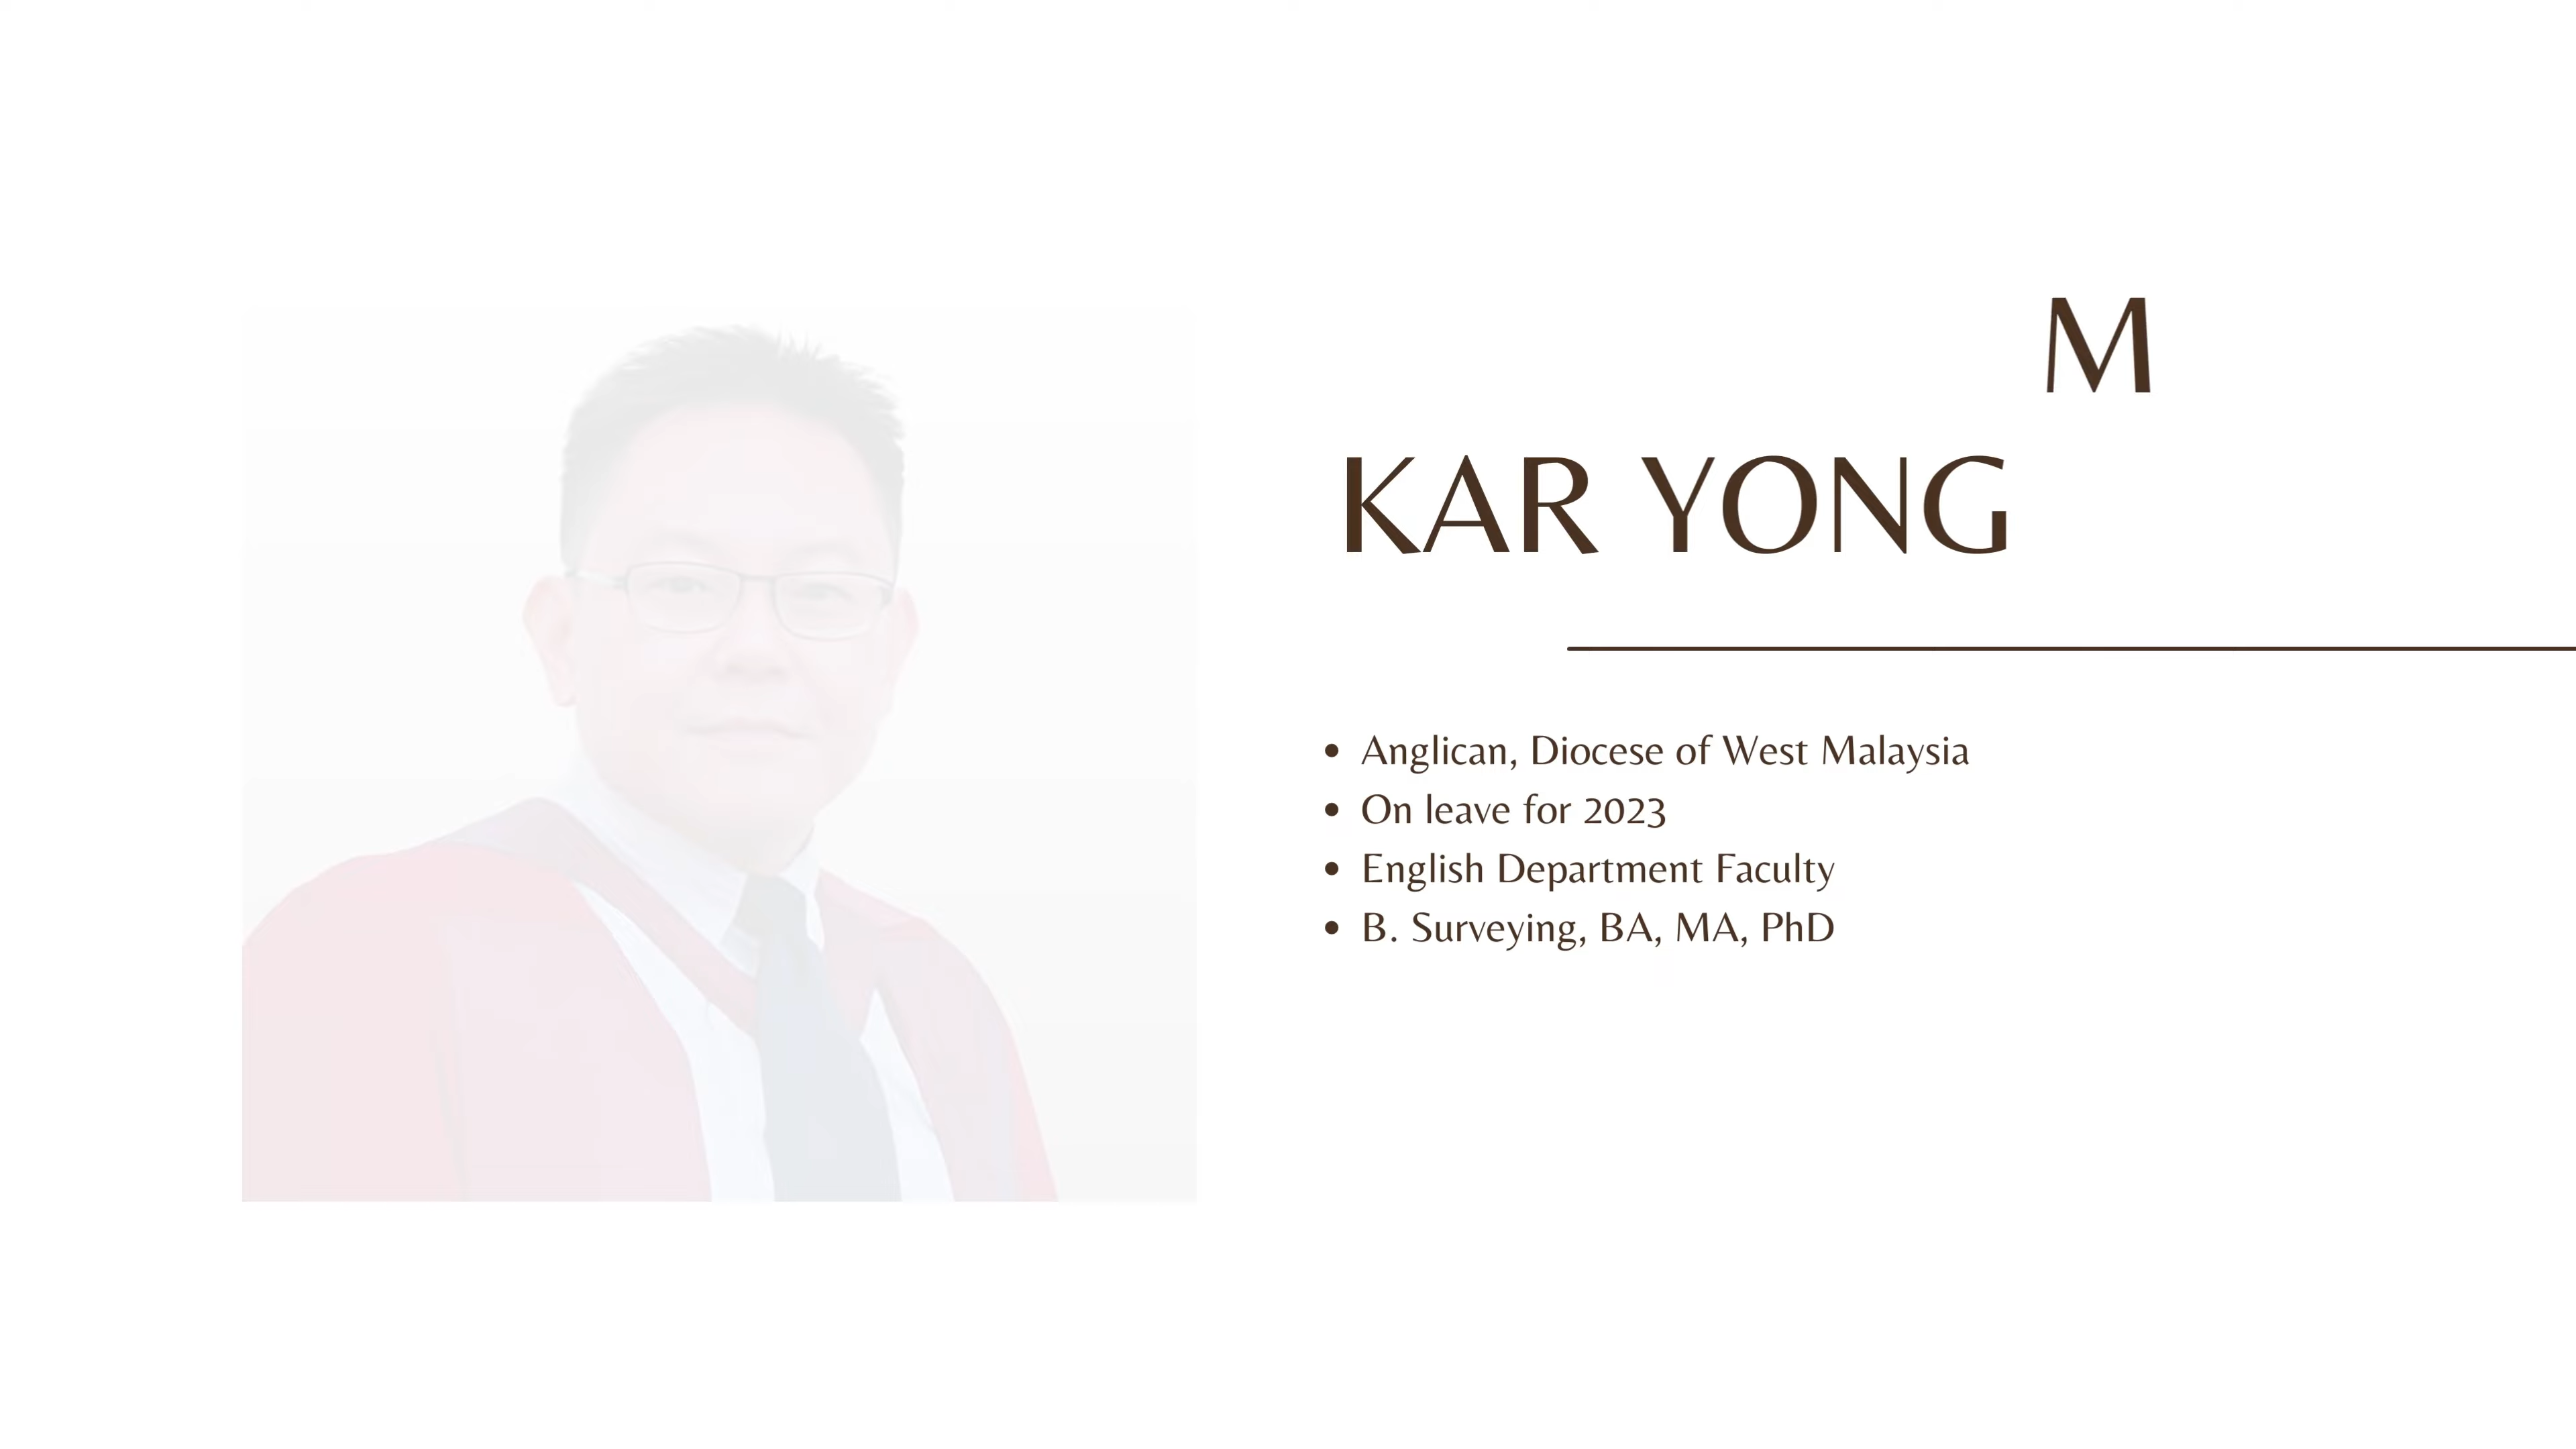 M
KAR YONG
• Anglican, Diocese of West Malaysia
• On leave for 2023
• English Department Faculty
• B. Surveying, BA, MA, PhD